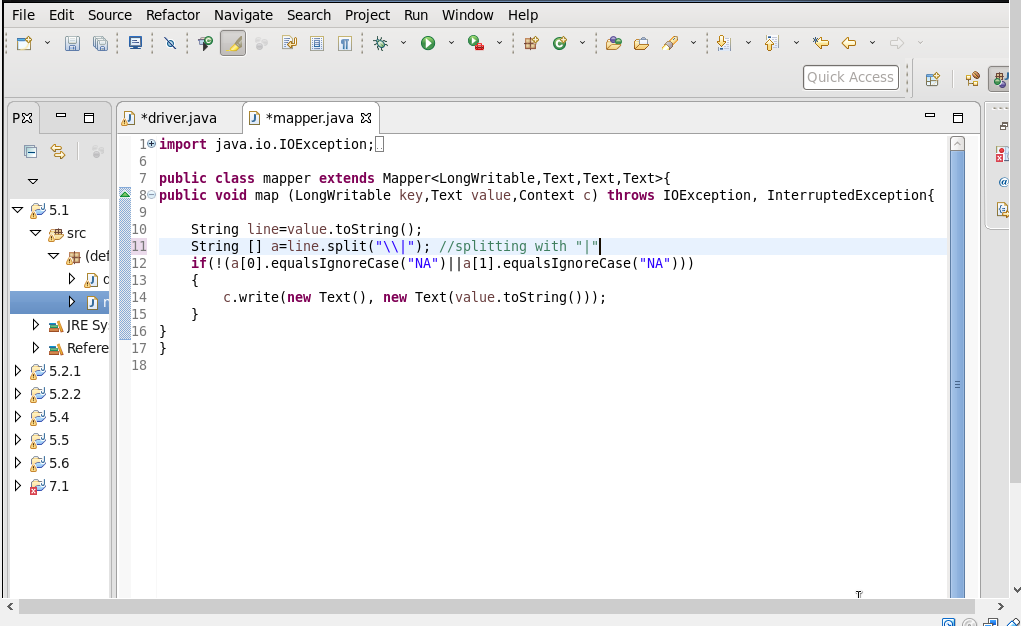 File Edit Source Refactor Navigate Search Project Run Window Help
Quick Access
P *driver.java *mapper.java
5.1
src
(def
JRE Sy
Refere
5.2.1
5.2.2
5.4
5.5
5.6
7.1
1 import java.io.IOException;
6
7 public class mapper extends Mapper<LongWritable,Text,Text,Text>{
8 public void map (LongWritable key,Text value,Context c) throws IOException, InterruptedException{
9
10 String line=value.toString();
11 String [] a=line.split("\\|"); //splitting with "|"
12 if(!(a[0].equalsIgnoreCase("NA")||a[1].equalsIgnoreCase("NA")))
13 {
14 c.write(new Text(), new Text(value.toString()));
15 }
16 }
17 }
18